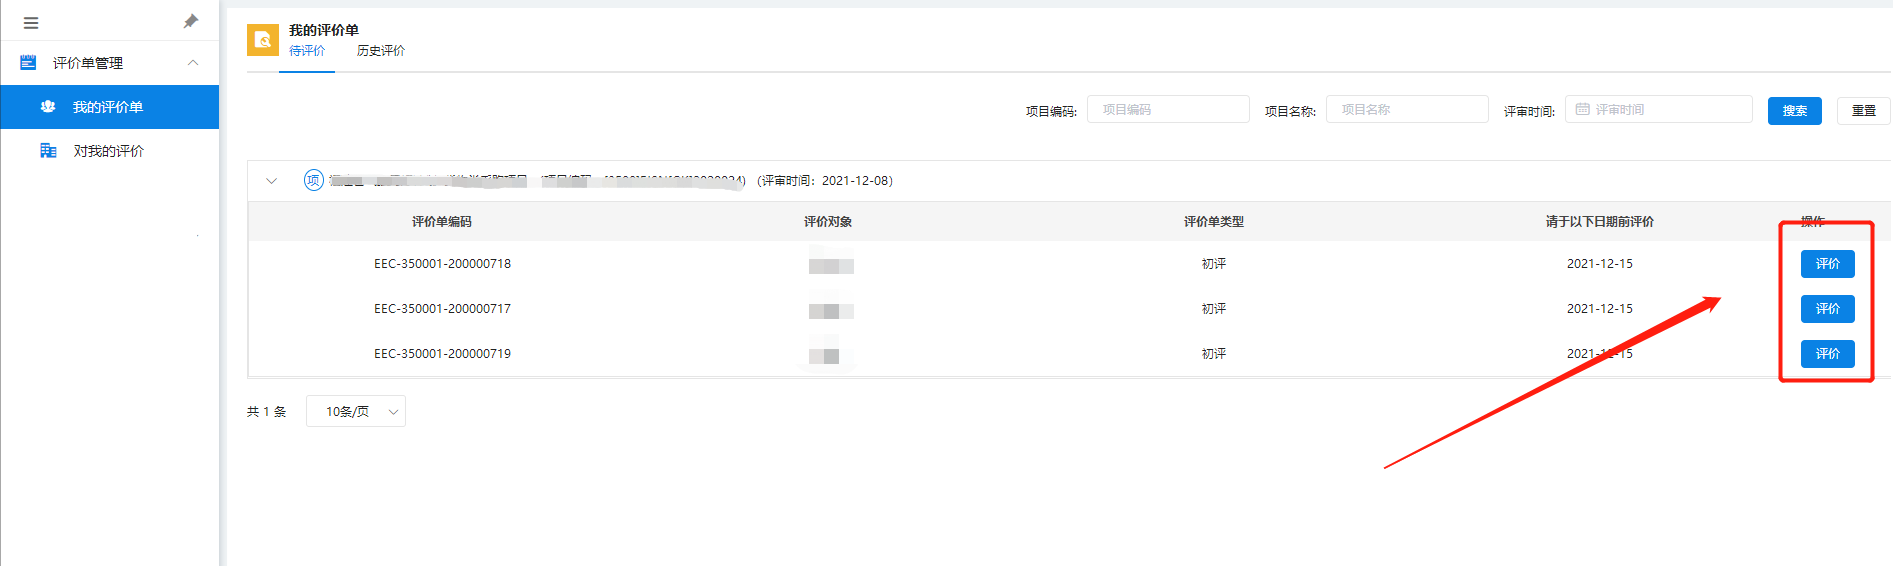 我的评价单
待评价 历史评价
评价单管理
我的评价单
对我的评价
项目编码: 项目编码 项目名称: 项目名称 评审时间: 评审时间 搜索 重置
项 (评审时间：2021-12-08)
评价单编码 评价对象 评价单类型 请于以下日期前评价 操作
EEC-350001-200000718 初评 2021-12-15 评价
EEC-350001-200000717 初评 2021-12-15 评价
EEC-350001-200000719 初评 2021-12-15 评价
共 1 条 10条/页